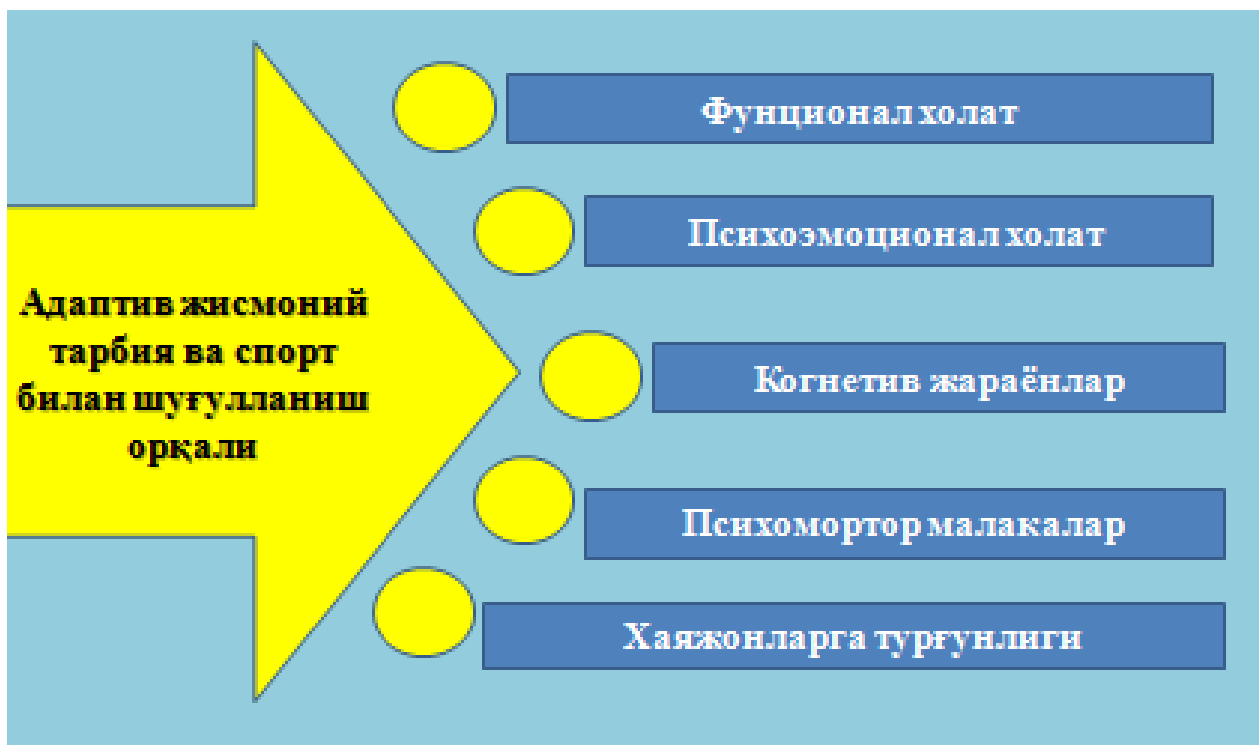 Адаптив жисмоний
тарбия ва спорт
билан шуғулланиш
орқали
Фунционал холат
Психоэмоционал холат
Когнетив жараёнлар
Психомортор малакалар
Хаяжонларга турғунлиги